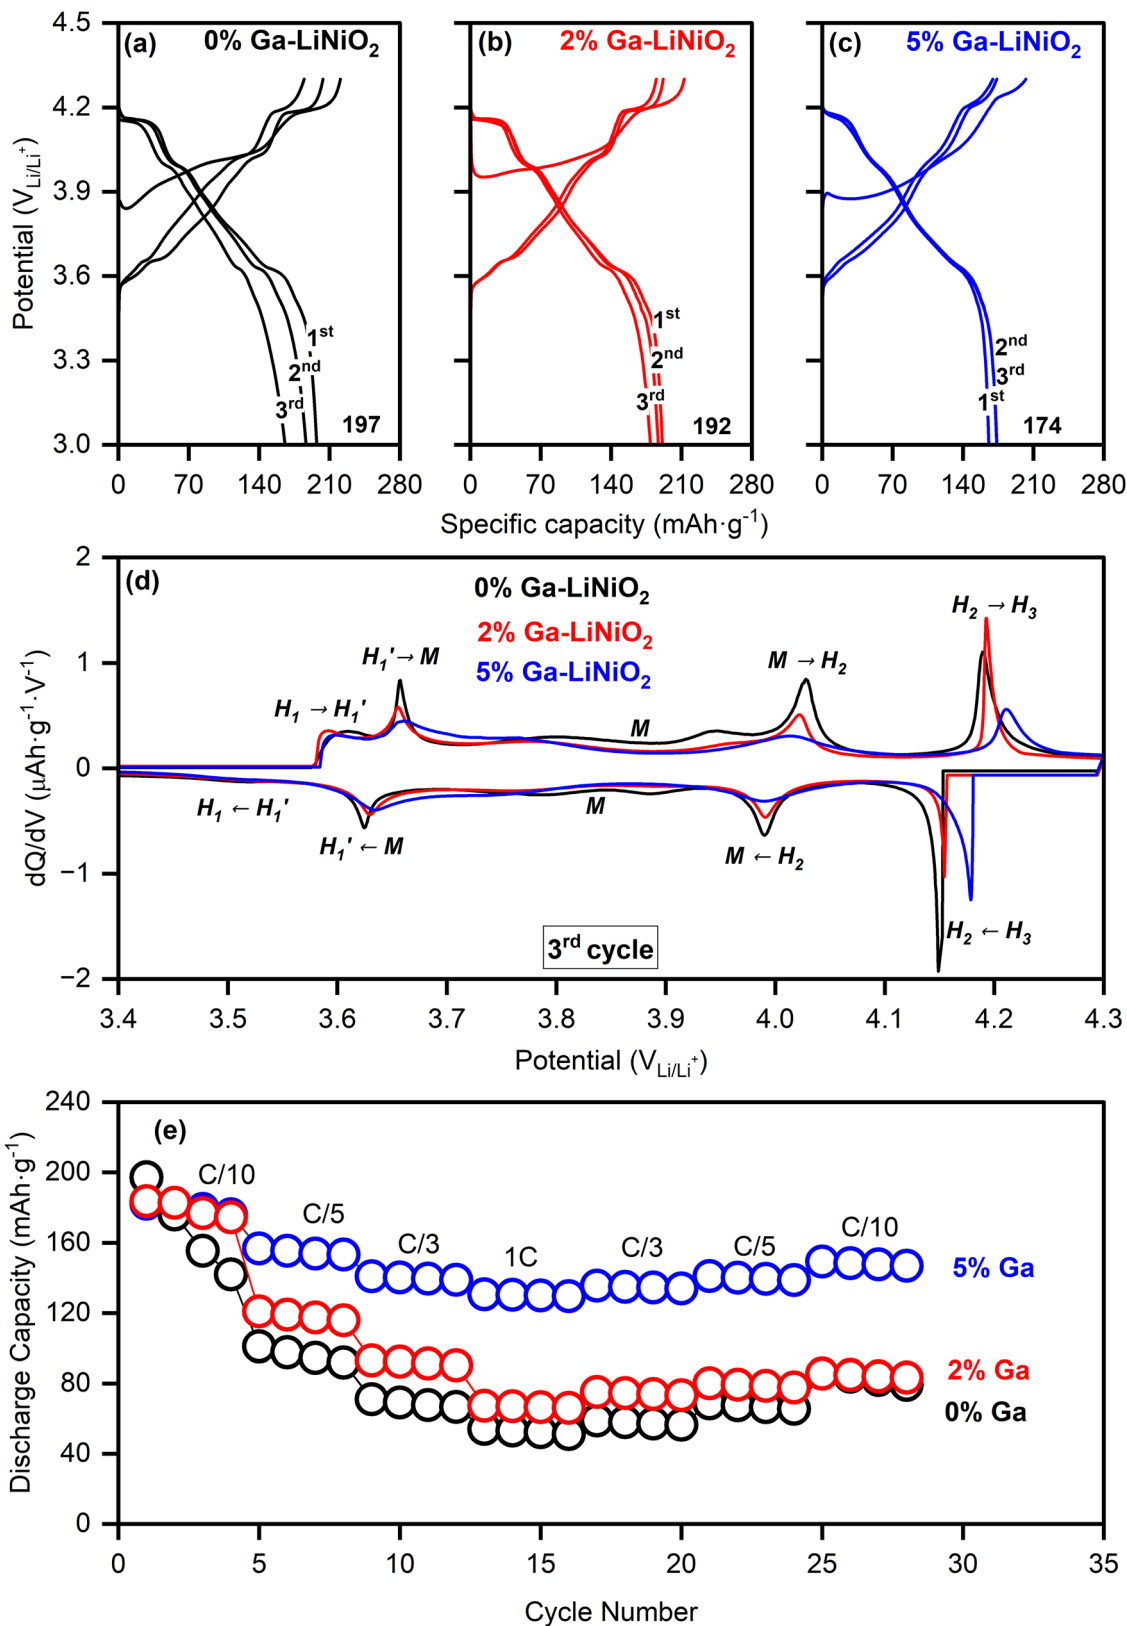 (a) 0% Ga-LiNiO₂
(b) 2% Ga-LiNiO₂
(c) 5% Ga-LiNiO₂
4.5
4.2
3.9
3.6
3.3
3.0
Potential (V_Li/Li⁺)
1st
2nd
3rd
197
1st
2nd
3rd
192
2nd
3rd
1st
174
0 70 140 210 280
0 70 140 210 280
0 70 140 210 280
Specific capacity (mAh·g⁻¹)
(d)
0% Ga-LiNiO₂
2% Ga-LiNiO₂
5% Ga-LiNiO₂
2
1
0
−1
−2
dQ/dV (µAh·g⁻¹·V⁻¹)
H₁ → H₁'
H₁' → M
M
M → H₂
H₂ → H₃
H₁ ← H₁'
H₁' ← M
M
M ← H₂
H₂ ← H₃
3rd cycle
3.4 3.5 3.6 3.7 3.8 3.9 4.0 4.1 4.2 4.3
Potential (V_Li/Li⁺)
(e)
240
200
160
120
80
40
0
Discharge Capacity (mAh·g⁻¹)
C/10
C/5
C/3
1C
C/3
C/5
C/10
5% Ga
2% Ga
0% Ga
0 5 10 15 20 25 30 35
Cycle Number